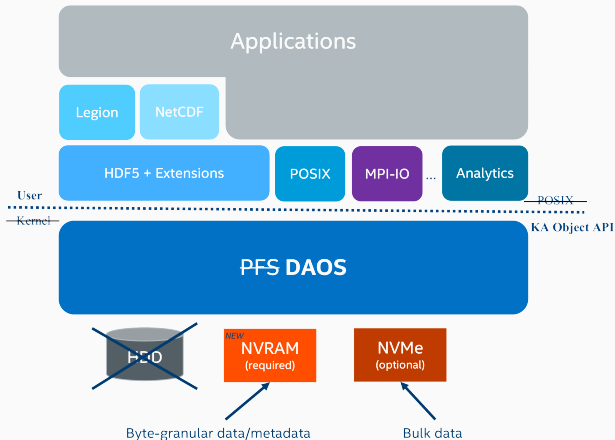 Applications
Legion
NetCDF
HDF5 + Extensions
POSIX
MPI-IO
...
Analytics
User
POSIX
Kernel
KA Object API
PFS DAOS
HDD
NEW
NVRAM
(required)
NVMe
(optional)
Byte-granular data/metadata
Bulk data